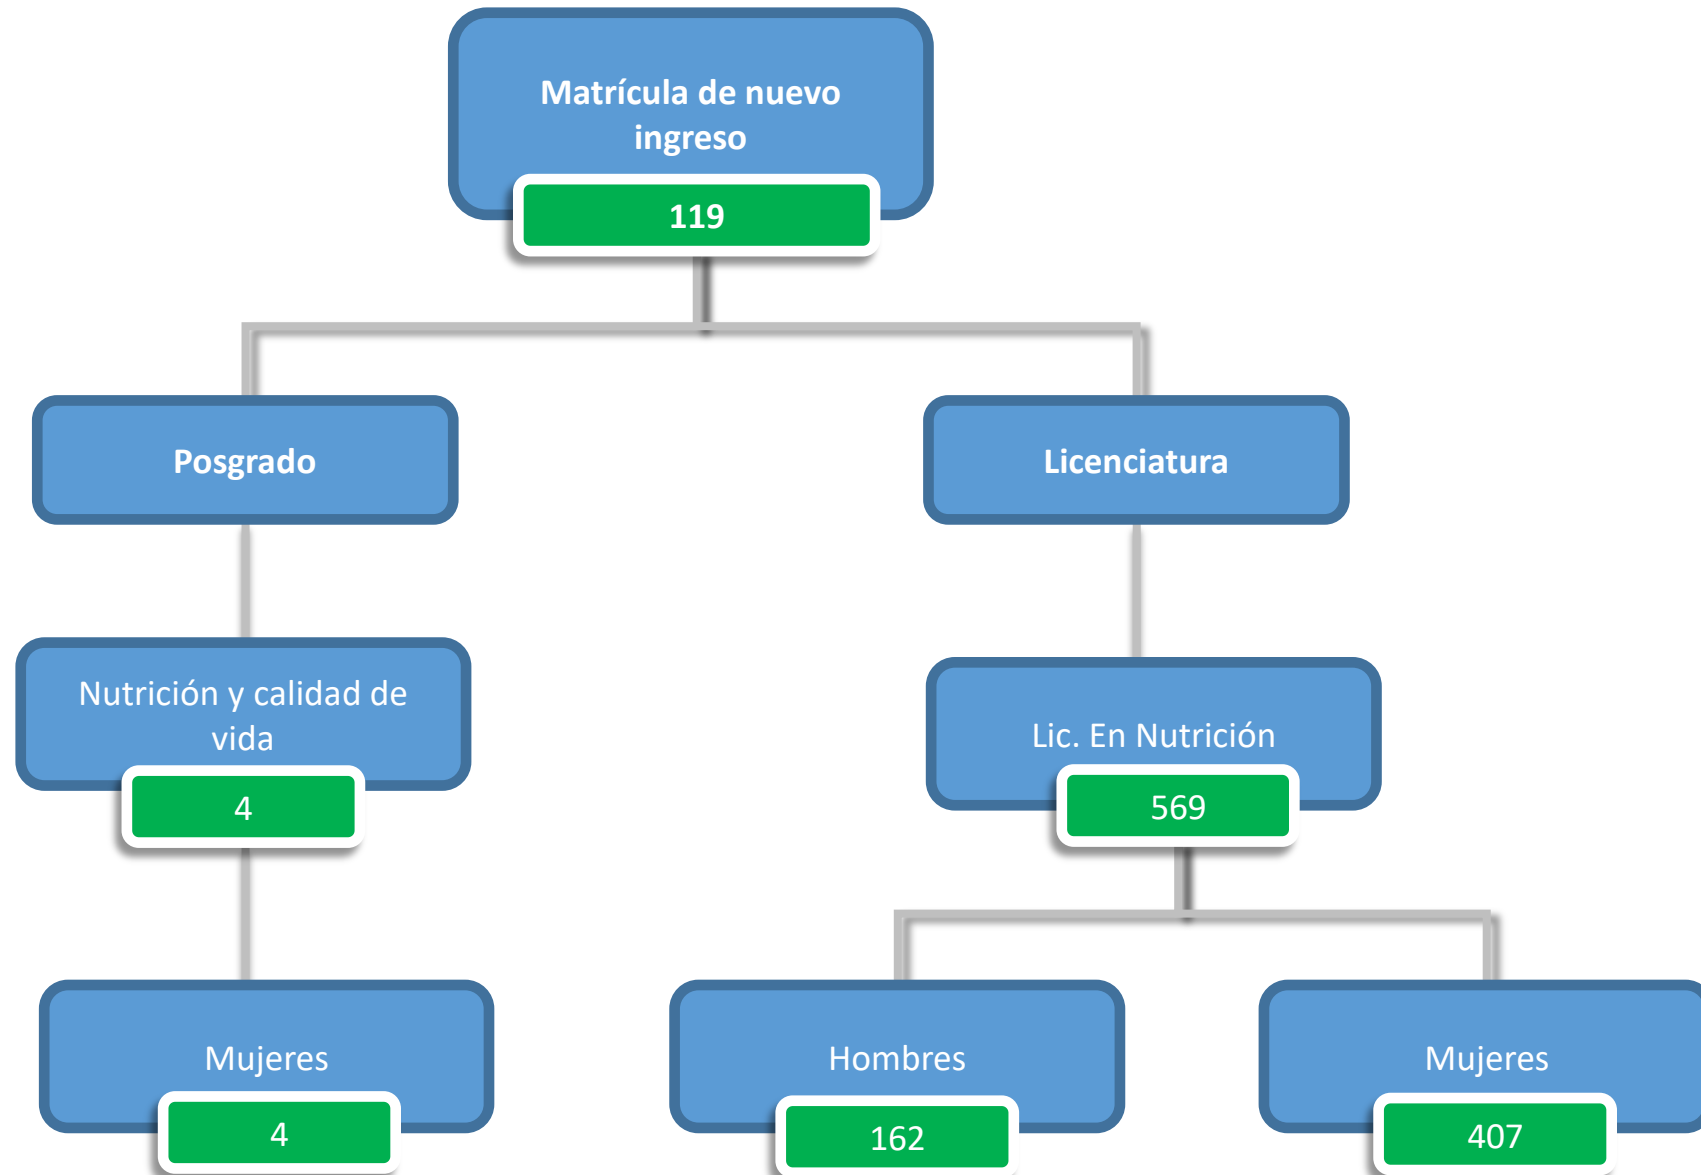 Matrícula de nuevo
ingreso
119
Posgrado
Licenciatura
Nutrición y calidad de
vida
4
Lic. En Nutrición
569
Mujeres
4
Hombres
162
Mujeres
407